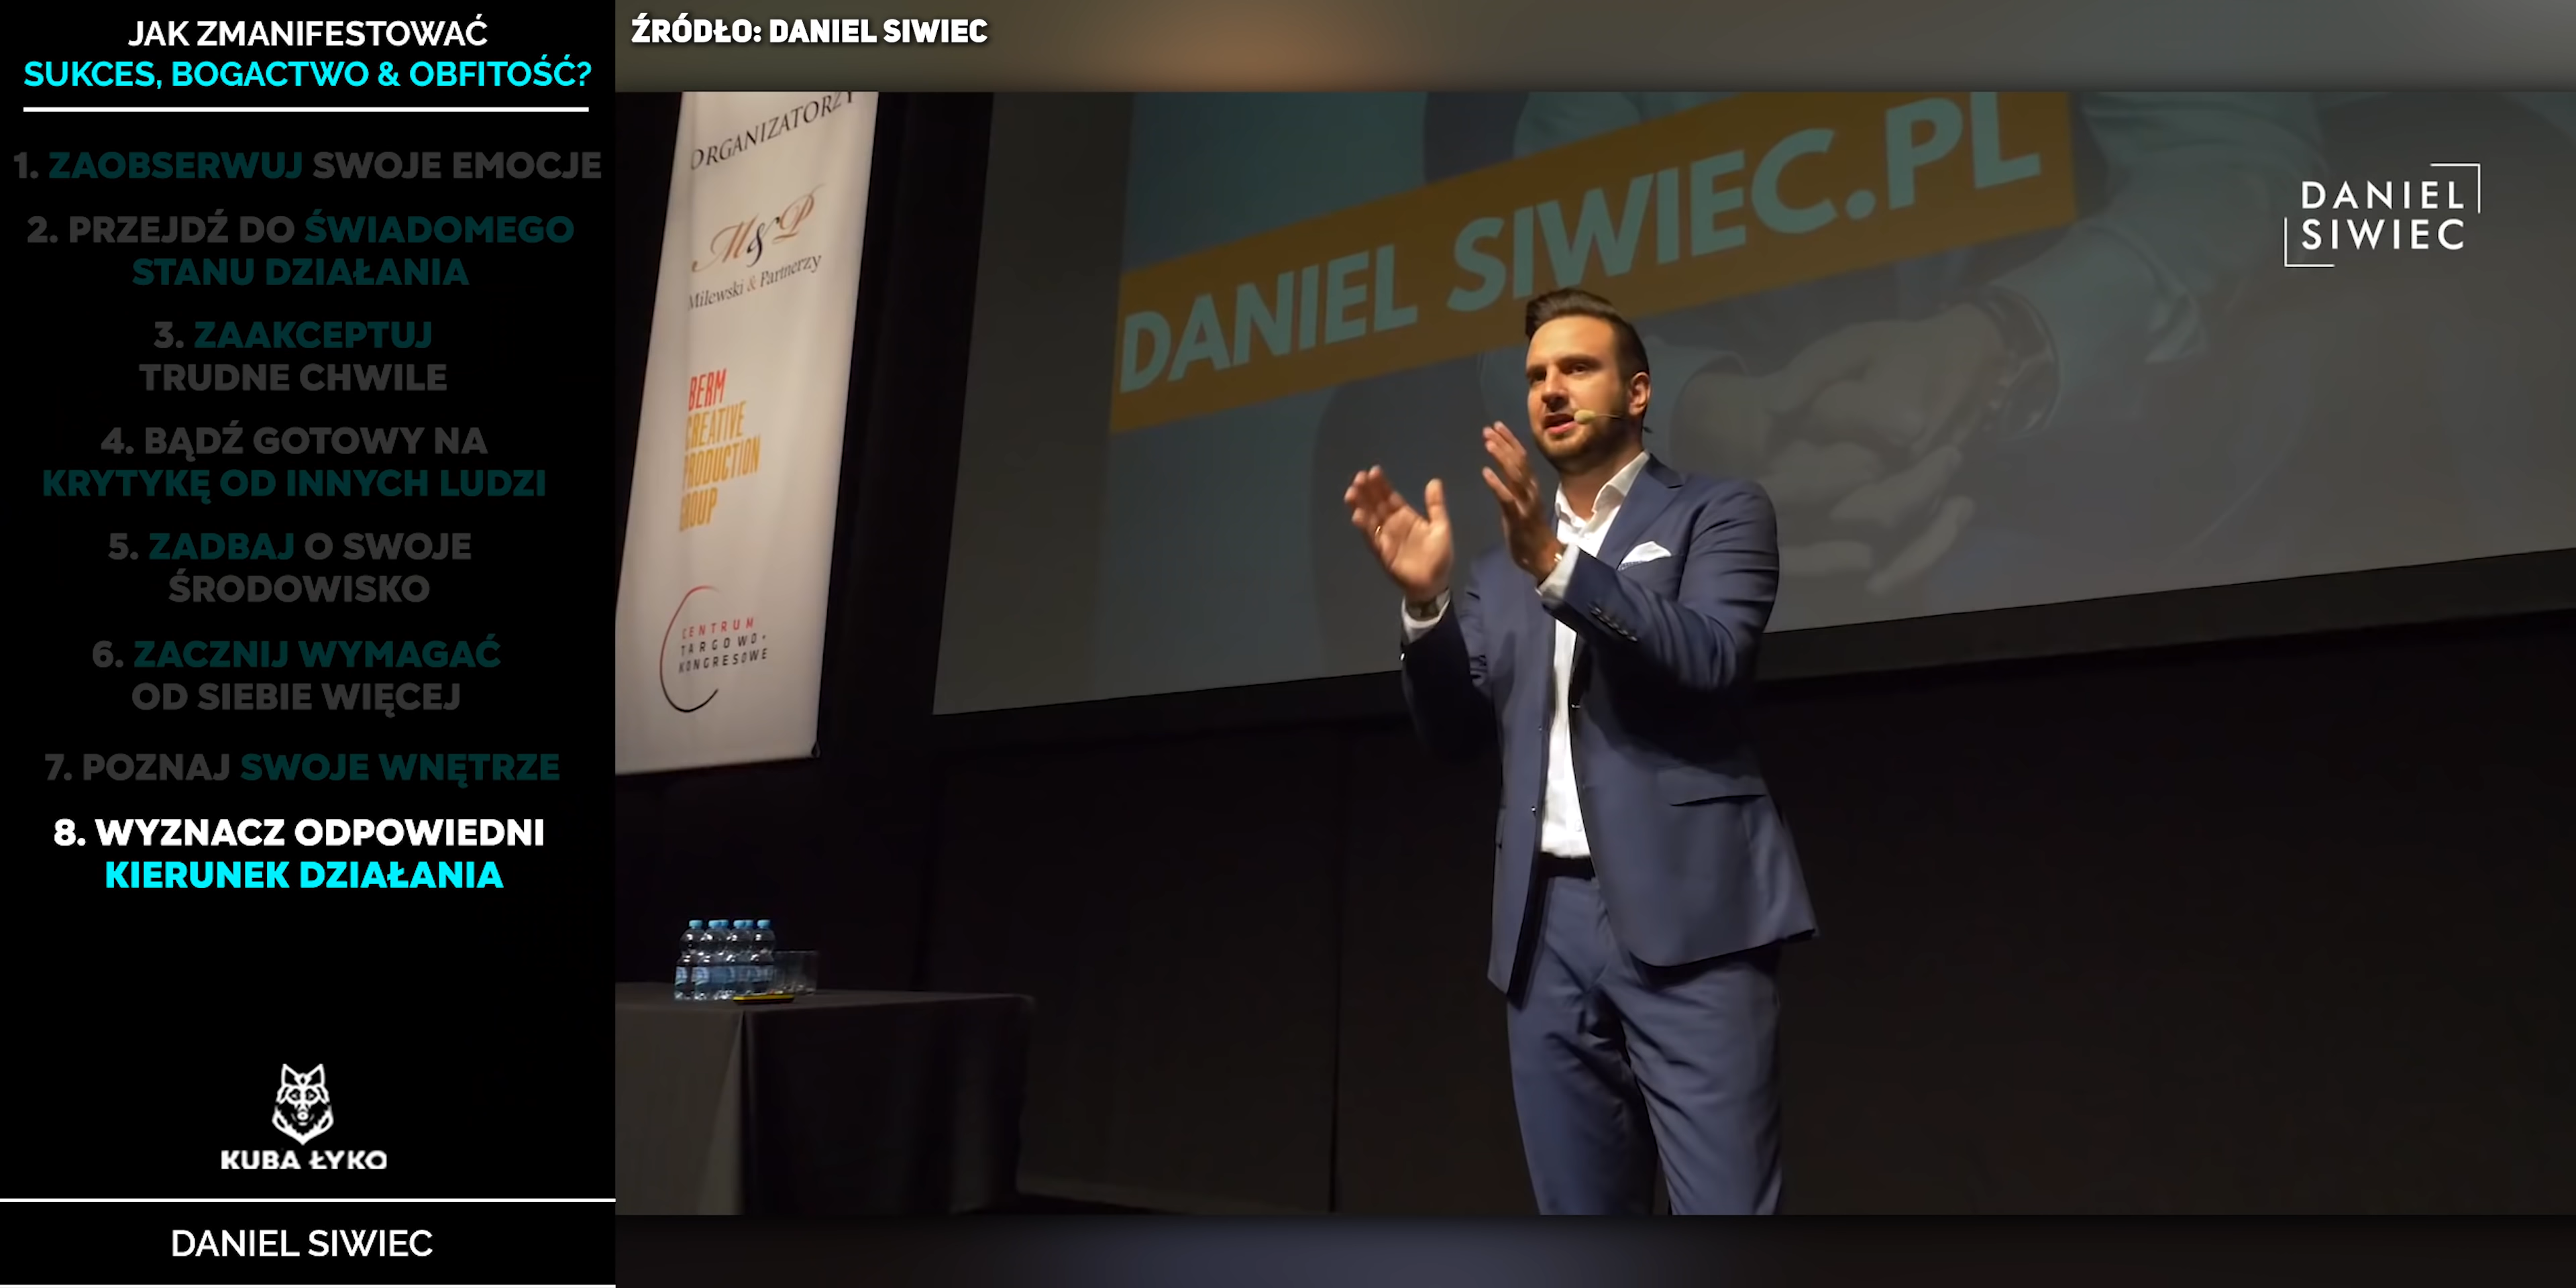 JAK ZMANIFESTOWAĆ
SUKCES, BOGACTWO & OBFITOŚĆ?
1. ZAOBSERWUJ SWOJE EMOCJE
2. PRZEJDŹ DO ŚWIADOMEGO
STANU DZIAŁANIA
3. ZAAKCEPTUJ
TRUDNE CHWILE
4. BĄDŹ GOTOWY NA
KRYTYKĘ OD INNYCH LUDZI
5. ZADBAJ O SWOJE
ŚRODOWISKO
6. ZACZNIJ WYMAGAĆ
OD SIEBIE WIĘCEJ
7. POZNAJ SWOJE WNĘTRZE
8. WYZNACZ ODPOWIEDNI
KIERUNEK DZIAŁANIA
KUBA ŁYKO
DANIEL SIWIEC
ŹRÓDŁO: DANIEL SIWIEC
ORGANIZATORZY
M&P
Milewski & Partnerzy
BERM
CREATIVE
PRODUCTION
GROUP
CENTRUM
TARGOWO-
KONGRESOWE
DANIEL SIWIEC.PL
DANIEL
SIWIEC